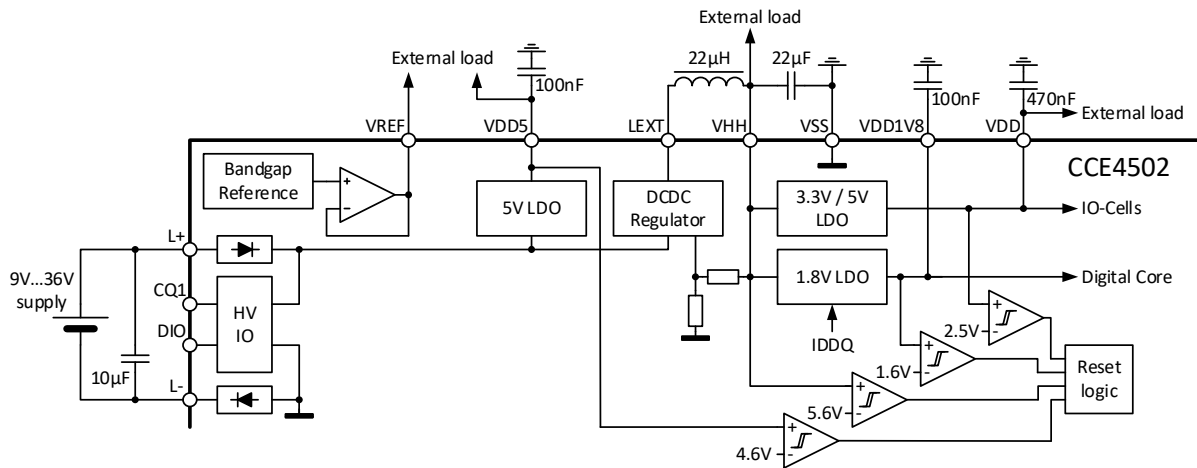 External load
22µH
22µF
External load
100nF
100nF
470nF
External load
VREF
VDD5
LEXT
VHH
VSS
VDD1V8
VDD
CCE4502
Bandgap
Reference
+
-
5V LDO
DCDC
Regulator
3.3V / 5V
LDO
IO-Cells
L+
9V...36V
supply
CQ1
HV
IO
DIO
1.8V LDO
Digital Core
IDDQ
+
2.5V
-
+
1.6V
-
Reset
logic
10µF
L-
+
5.6V
-
+
4.6V
-